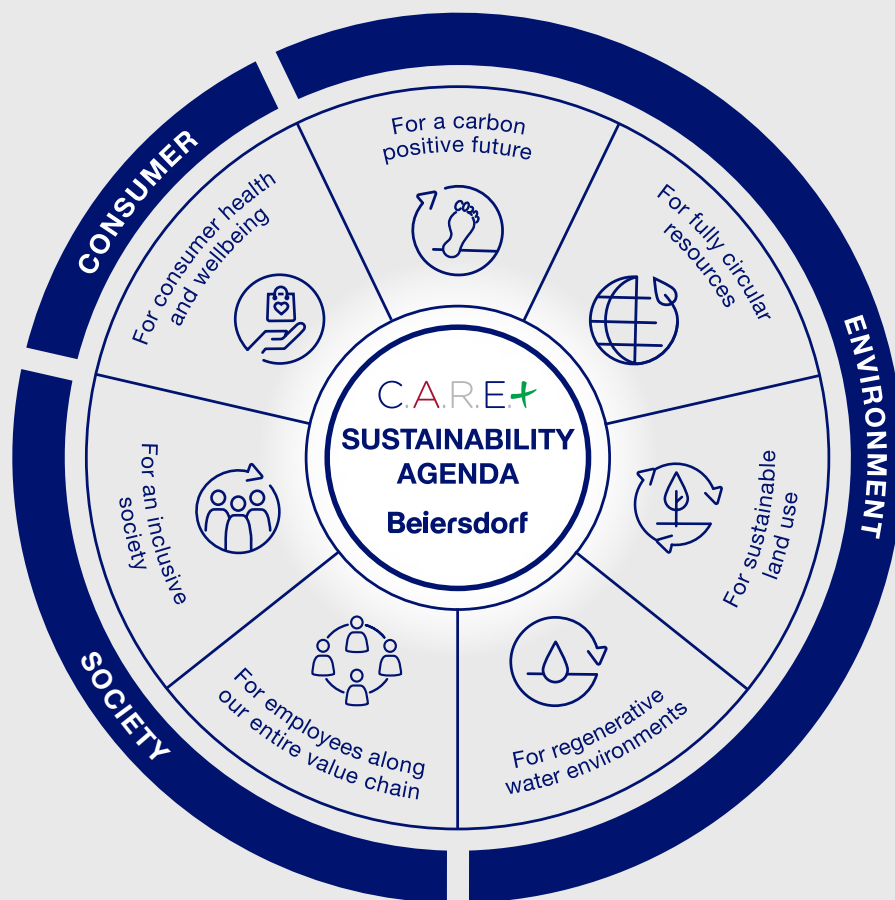 C.A.R.E.+
SUSTAINABILITY
AGENDA
Beiersdorf
CONSUMER
For consumer health
and wellbeing
ENVIRONMENT
For a carbon
positive future
For fully circular
resources
For sustainable
land use
For regenerative
water environments
SOCIETY
For employees along
our entire value chain
For an inclusive
society